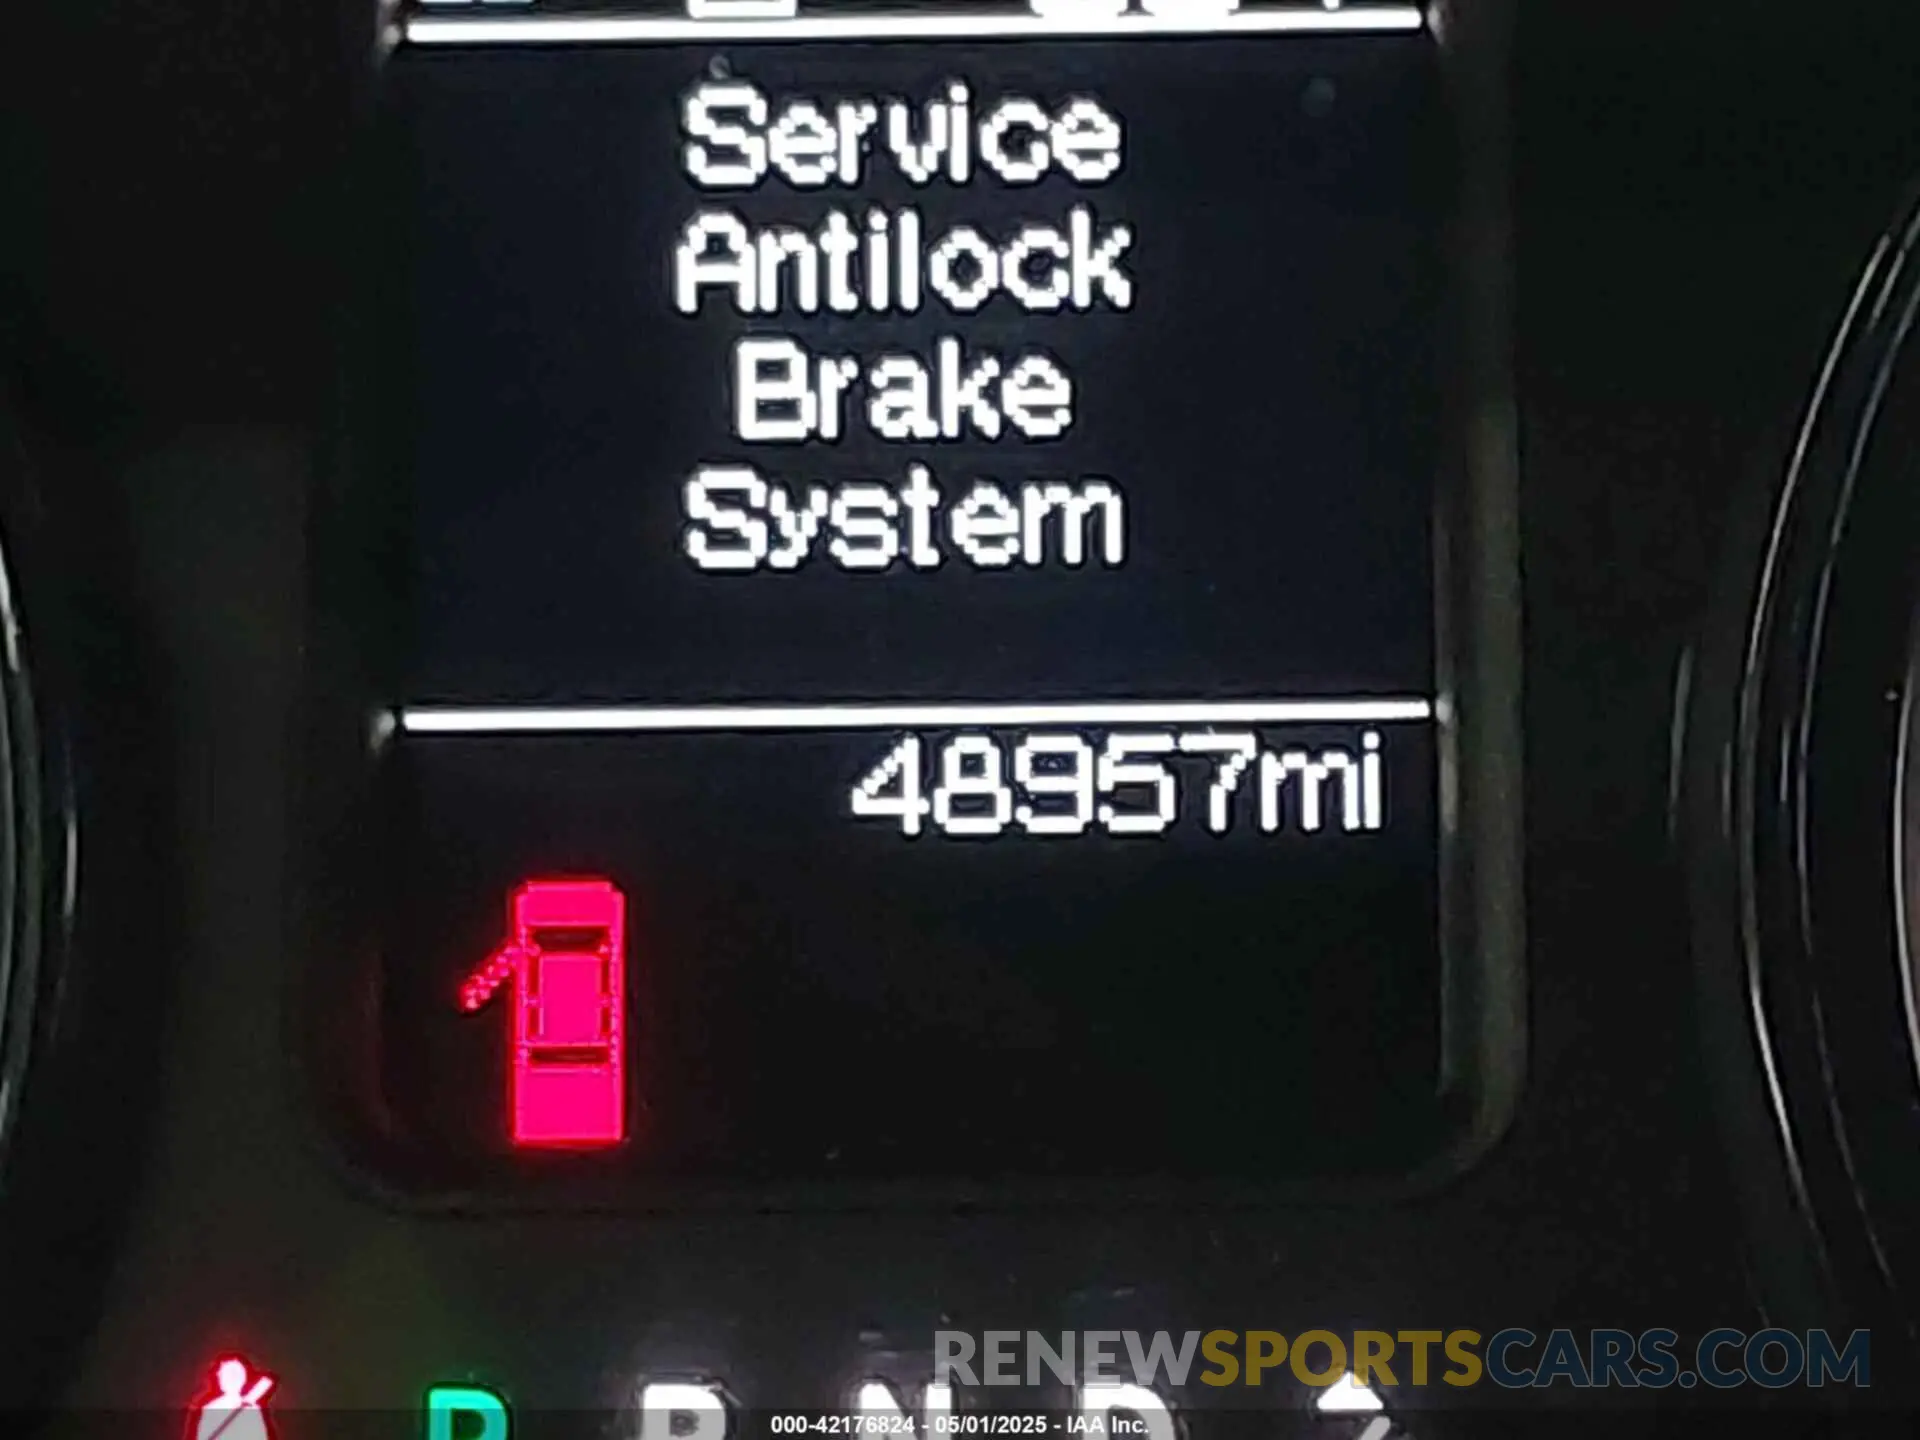 Service
Antilock
Brake
System
48957mi
RENEWSPORTSCARS.COM
P R N D
000-42176824 - 05/01/2025 - IAA Inc.